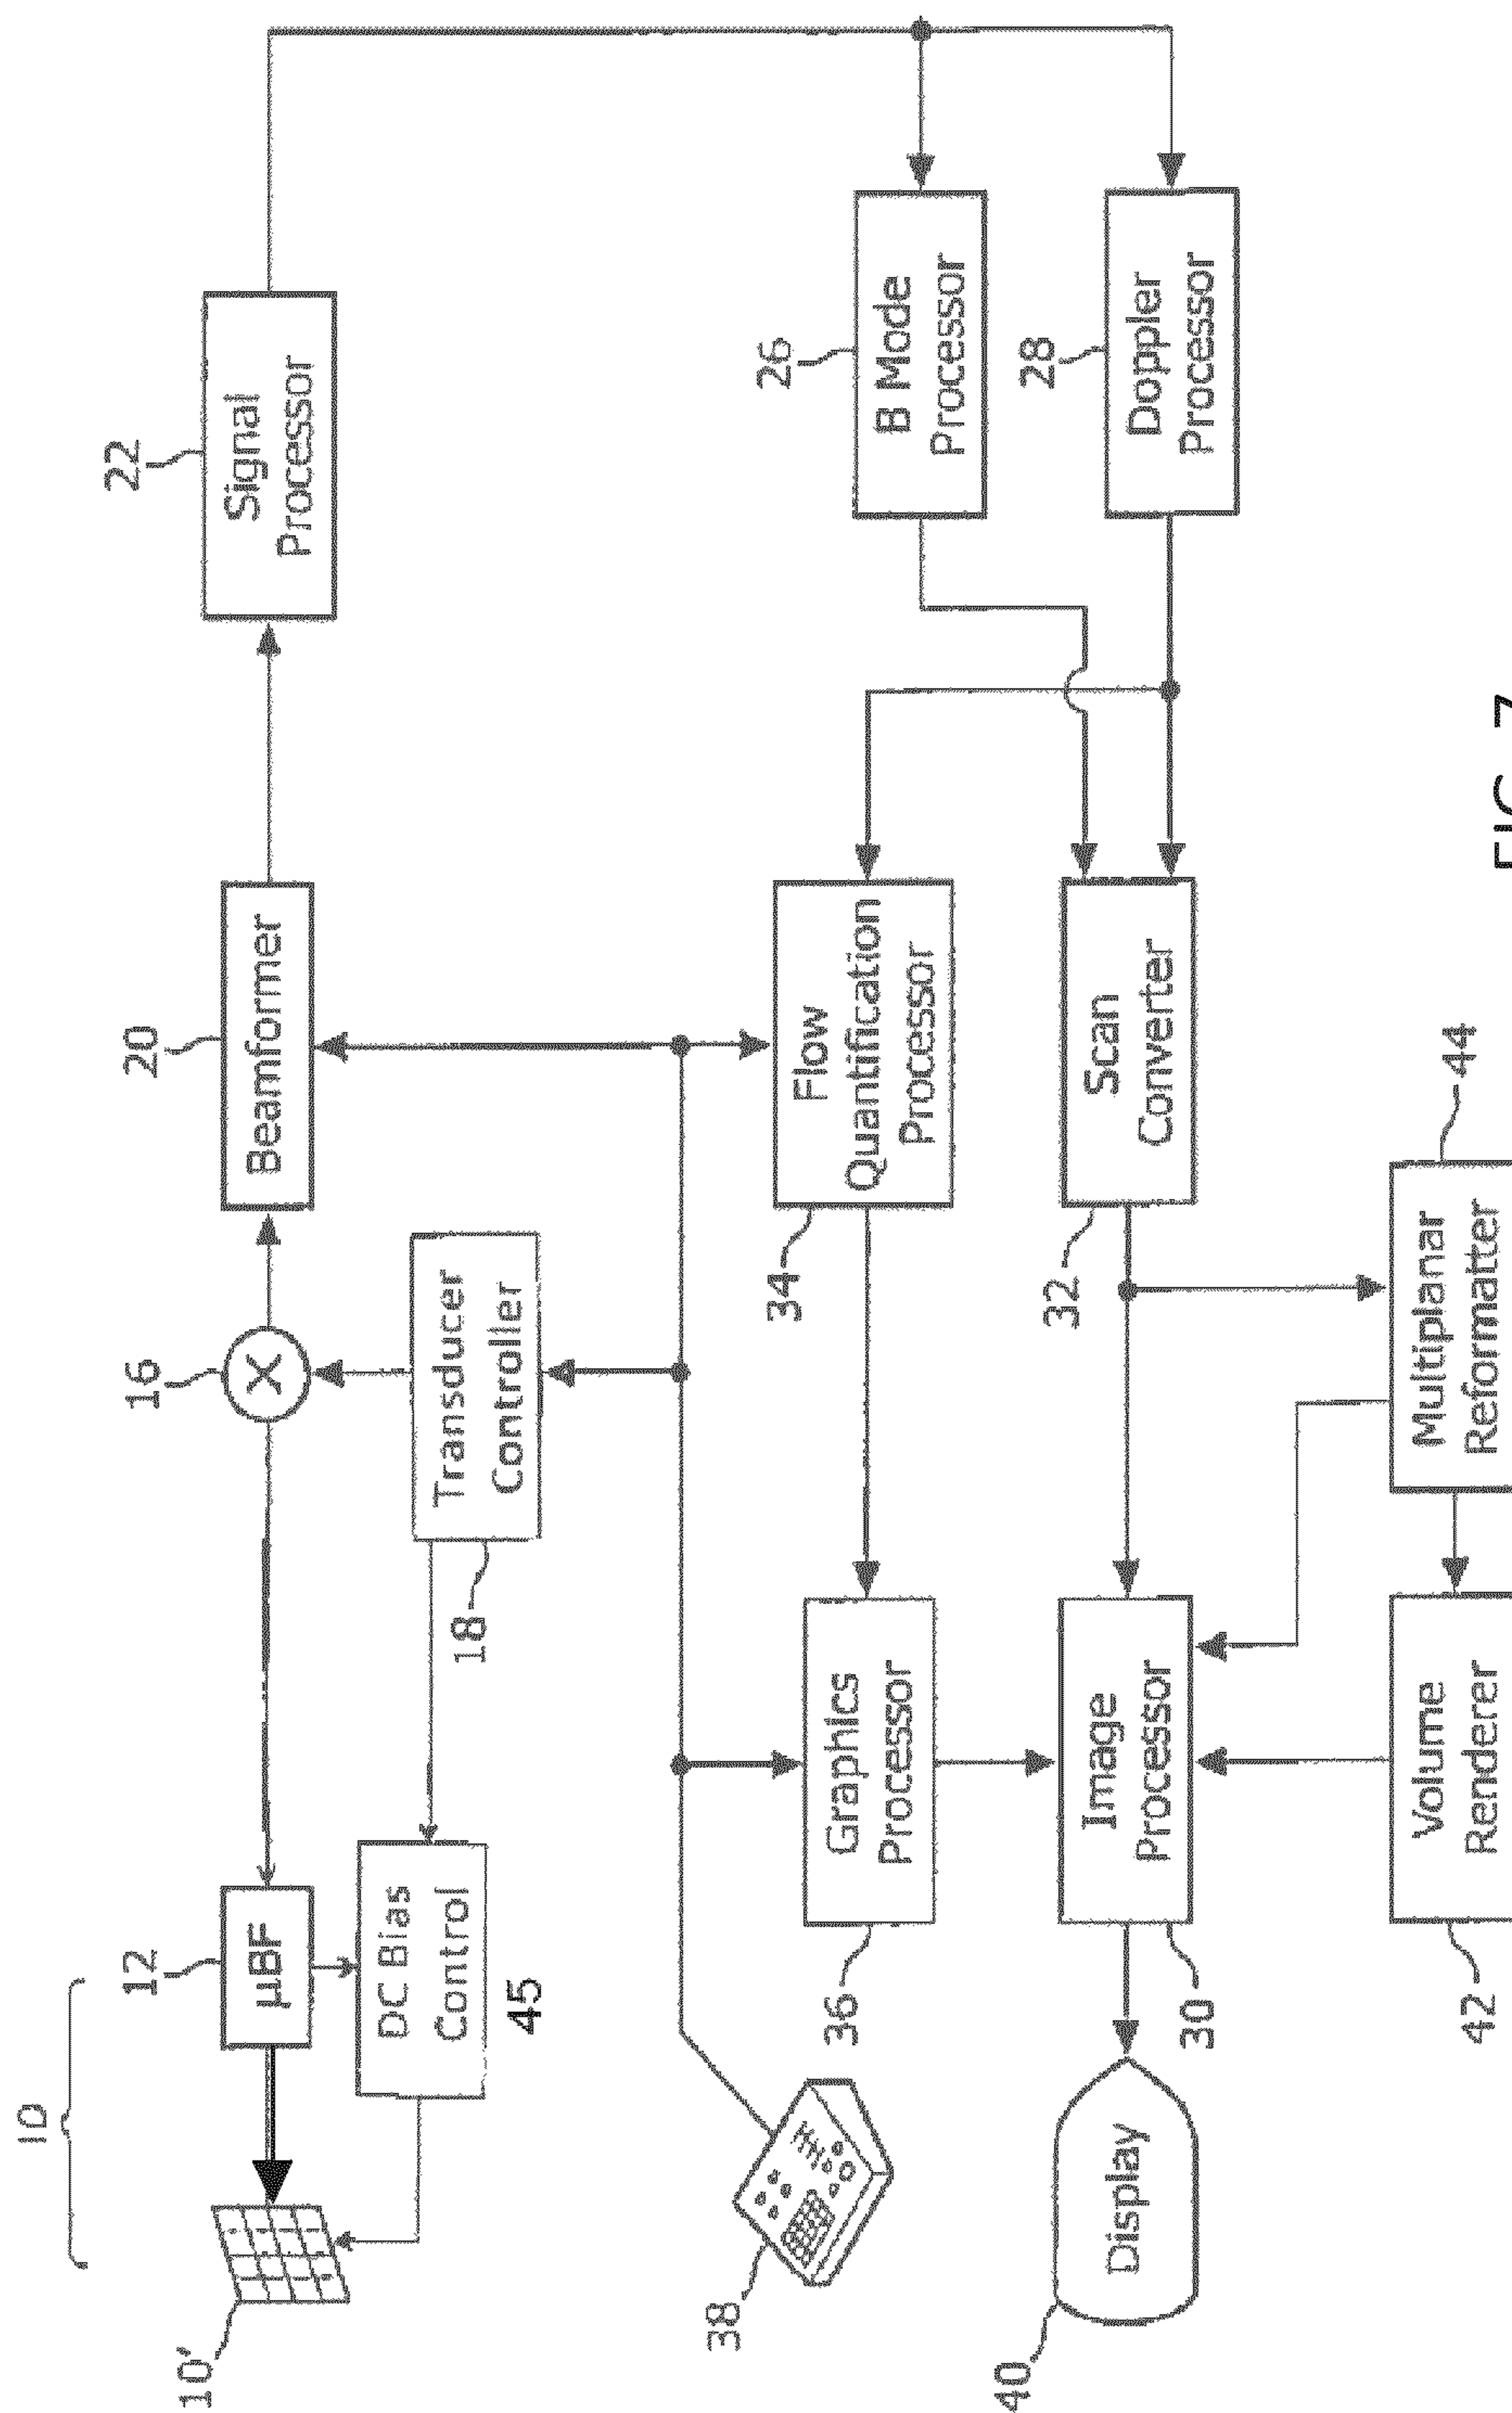 10
10'
12
µBF
16
X
20
Beamformer
22
Signal
Processor
DC Bias
Control
45
18
Transducer
Controller
38
36
Graphics
Processor
34
Flow
Quantification
Processor
26
B Mode
Processor
40
Display
30
Image
Processor
32
Scan
Converter
28
Doppler
Processor
42
Volume
Renderer
44
Multiplanar
Reformatter
FIG. 7